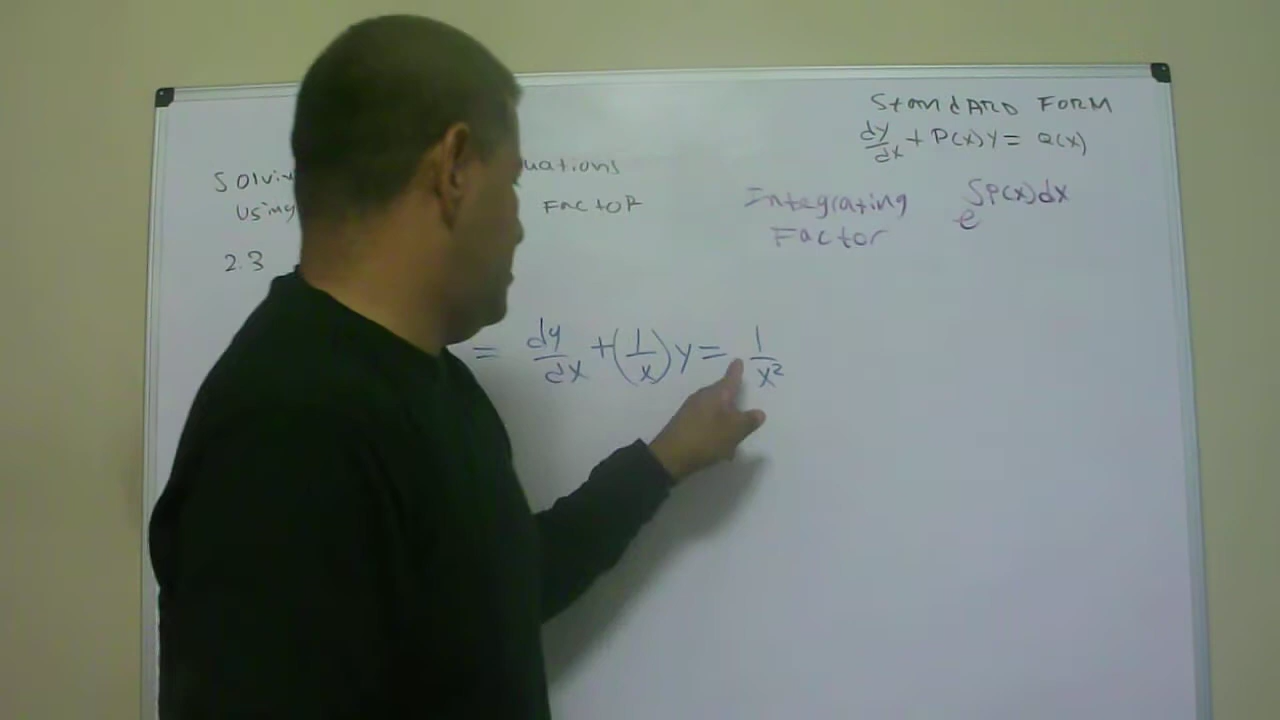 STANDARD FORM
dy/dx + P(x)y = Q(x)
Solvin uations
Using FACTOR
Integrating Factor e^∫P(x)dx
2.3
= dy/dx + (1/x)y = 1/x²